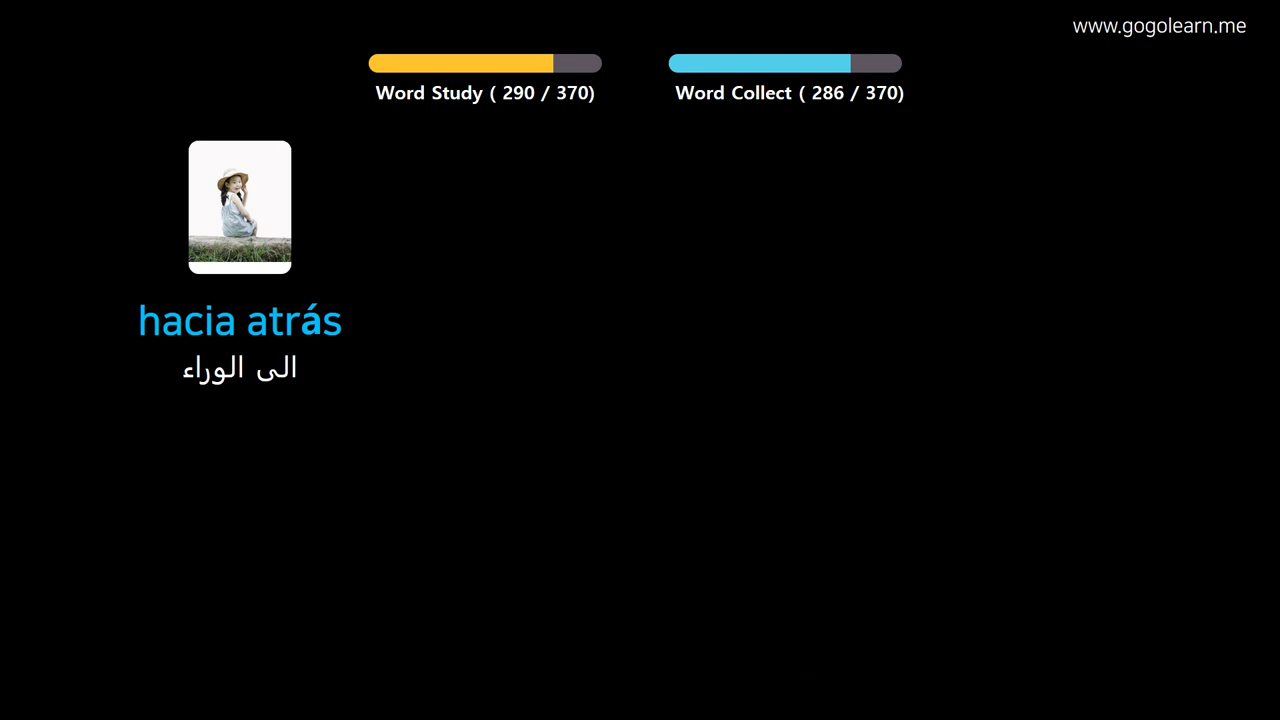 www.gogolearn.me
Word Study ( 290 / 370)
Word Collect ( 286 / 370)
hacia atrás
الى الوراء